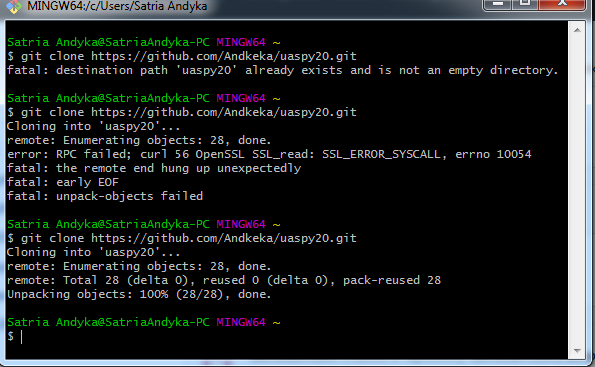 MINGW64:/c/Users/Satria Andyka
Satria Andyka@SatriaAndyka-PC MINGW64 ~
$ git clone https://github.com/Andkeka/uaspy20.git
fatal: destination path 'uaspy20' already exists and is not an empty directory.
Satria Andyka@SatriaAndyka-PC MINGW64 ~
$ git clone https://github.com/Andkeka/uaspy20.git
Cloning into 'uaspy20'...
remote: Enumerating objects: 28, done.
error: RPC failed; curl 56 OpenSSL SSL_read: SSL_ERROR_SYSCALL, errno 10054
fatal: the remote end hung up unexpectedly
fatal: early EOF
fatal: unpack-objects failed
Satria Andyka@SatriaAndyka-PC MINGW64 ~
$ git clone https://github.com/Andkeka/uaspy20.git
Cloning into 'uaspy20'...
remote: Enumerating objects: 28, done.
remote: Total 28 (delta 0), reused 0 (delta 0), pack-reused 28
Unpacking objects: 100% (28/28), done.
Satria Andyka@SatriaAndyka-PC MINGW64 ~
$